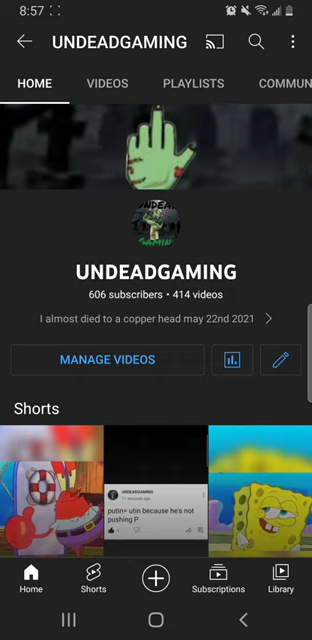 8:57
UNDEADGAMING
HOME VIDEOS PLAYLISTS COMMUN
UNDEADGAMING
606 subscribers • 414 videos
I almost died to a copper head may 22nd 2021
MANAGE VIDEOS
Shorts
UNDEADGAMING
putin= utin because he's not
pushing P
1
Home Shorts Subscriptions Library